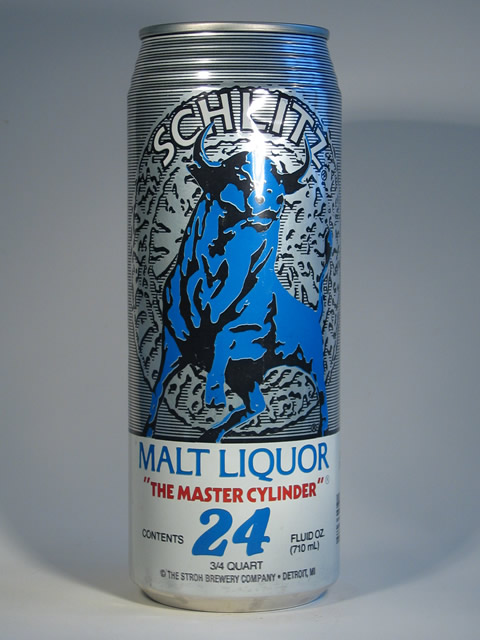 SCHLITZ
MALT LIQUOR
"THE MASTER CYLINDER"®
CONTENTS 24 FLUID OZ.
(710 mL)
3/4 QUART
© THE STROH BREWERY COMPANY • DETROIT, MI